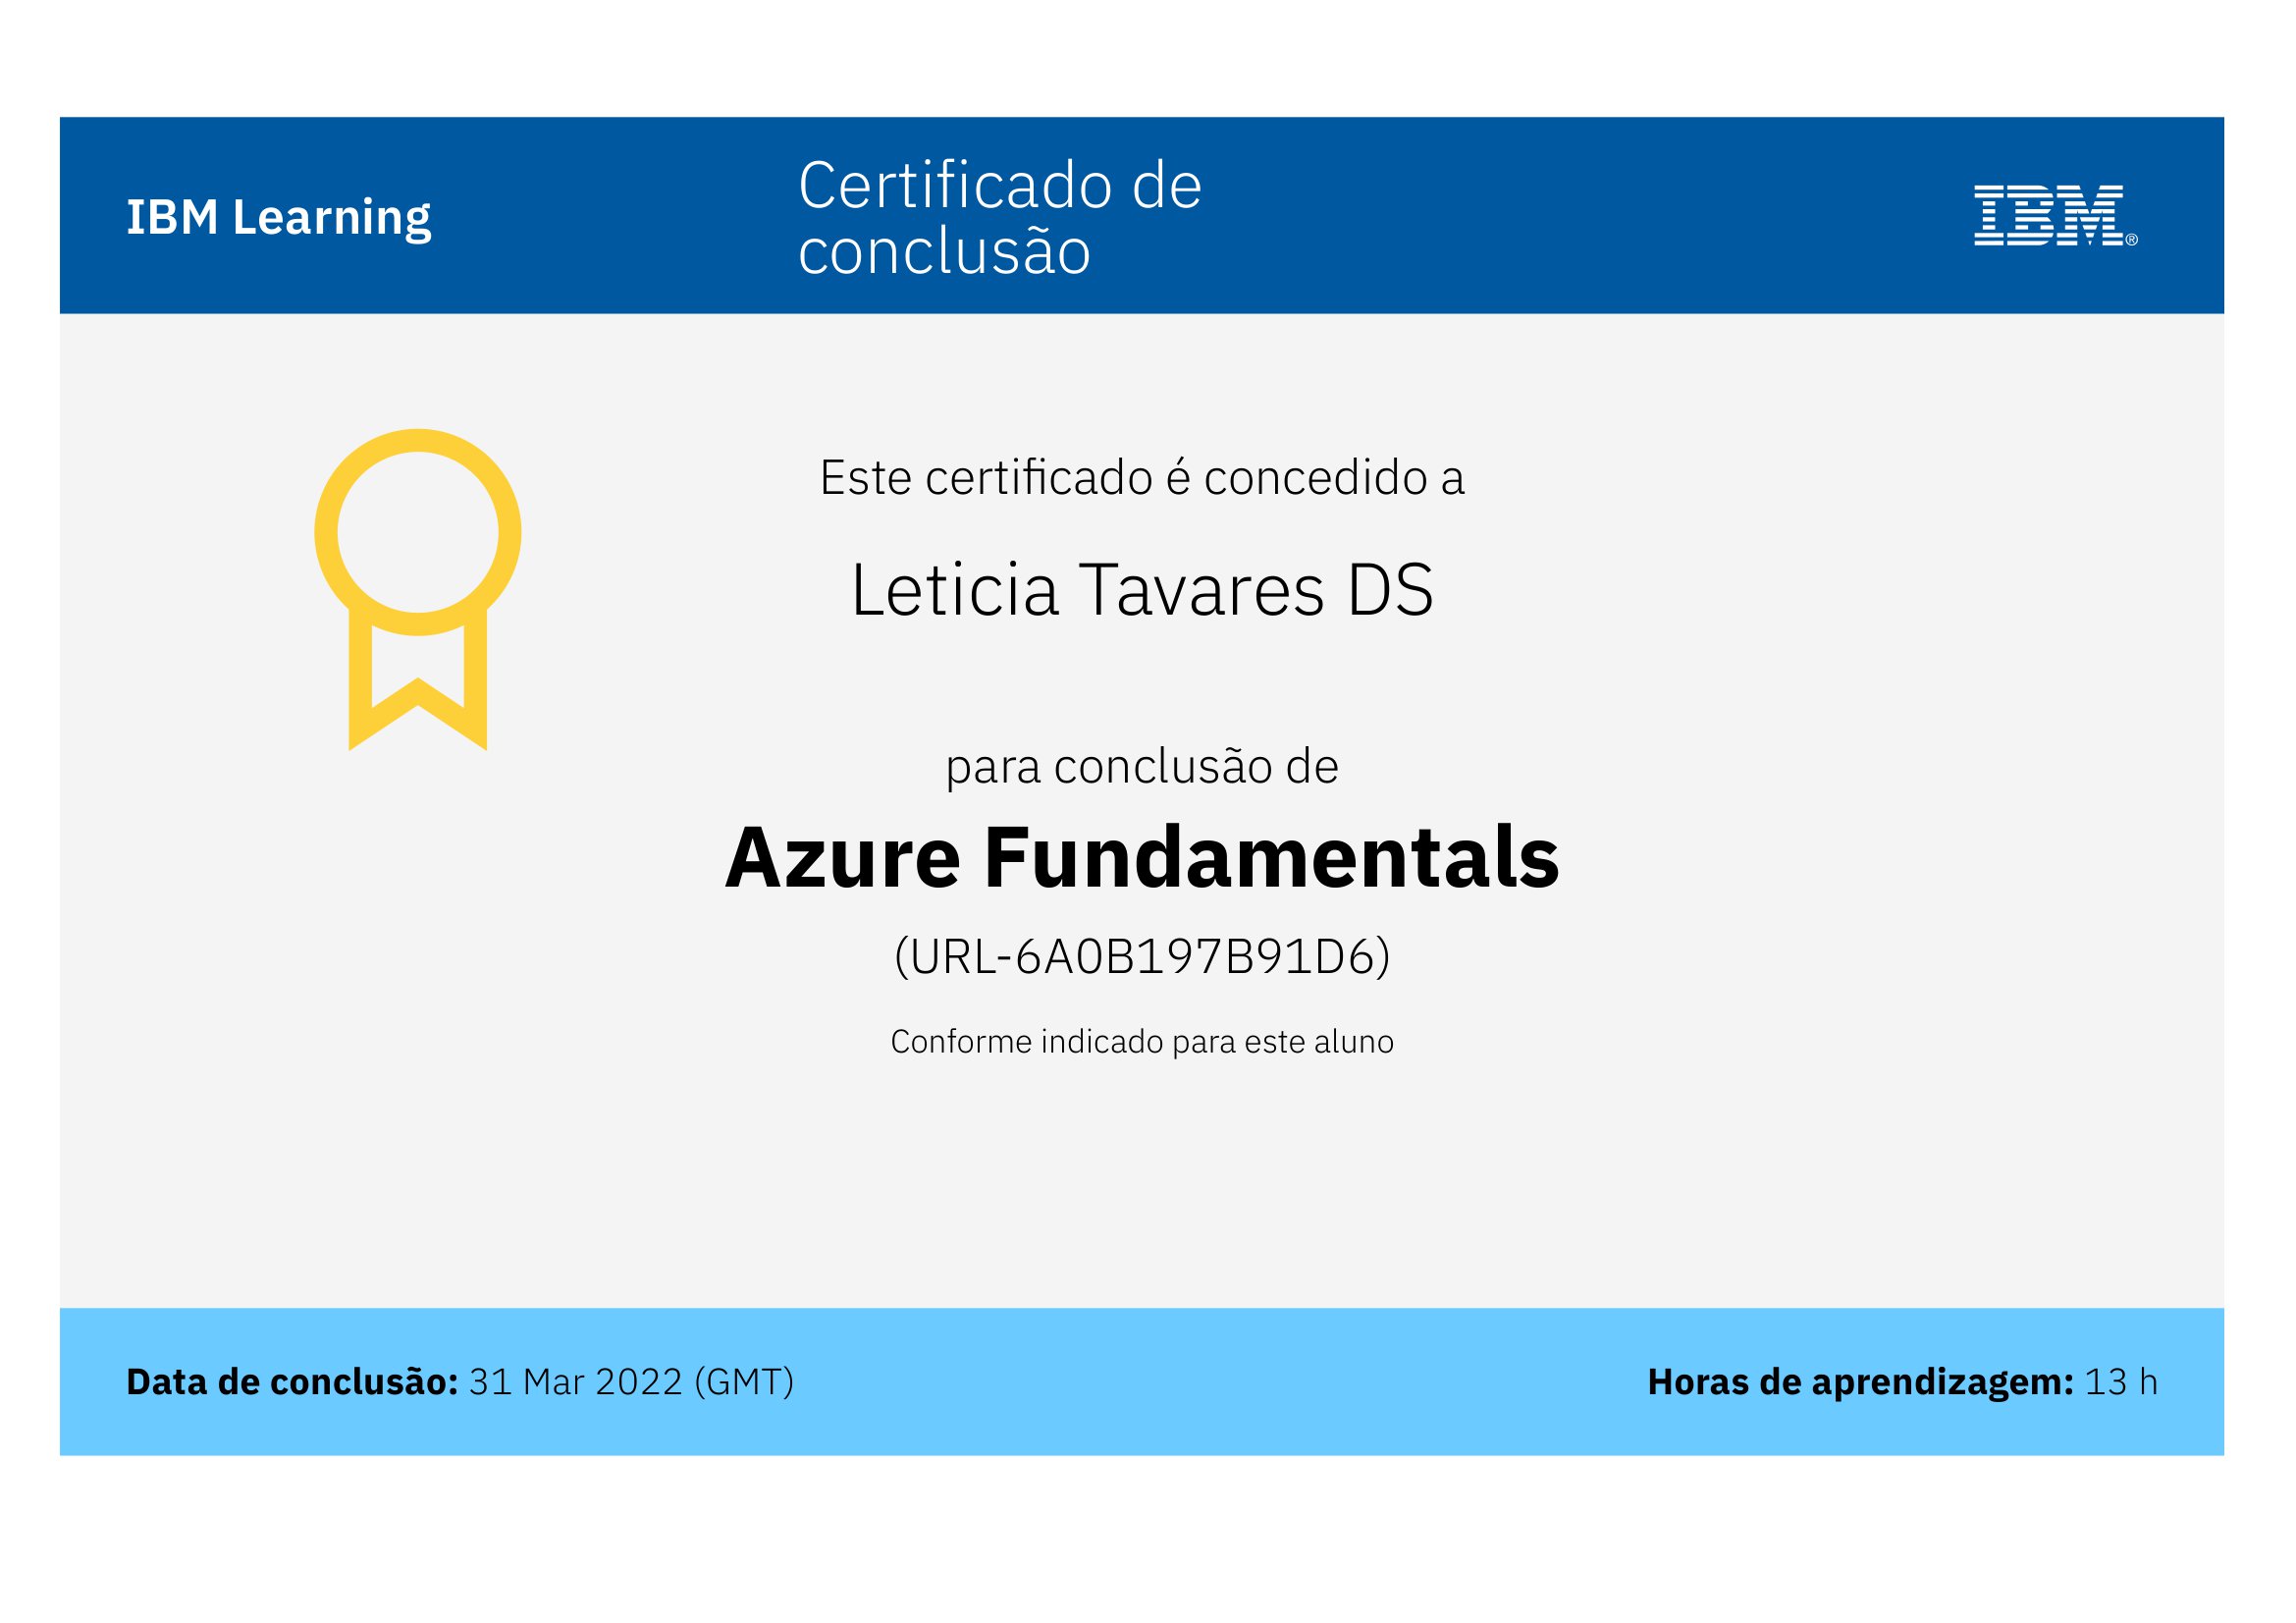 IBM Learning
Certificado de
conclusão
IBM®
Este certificado é concedido a
Leticia Tavares DS
para conclusão de
Azure Fundamentals
(URL-6A0B197B91D6)
Conforme indicado para este aluno
Data de conclusão: 31 Mar 2022 (GMT)
Horas de aprendizagem: 13 h